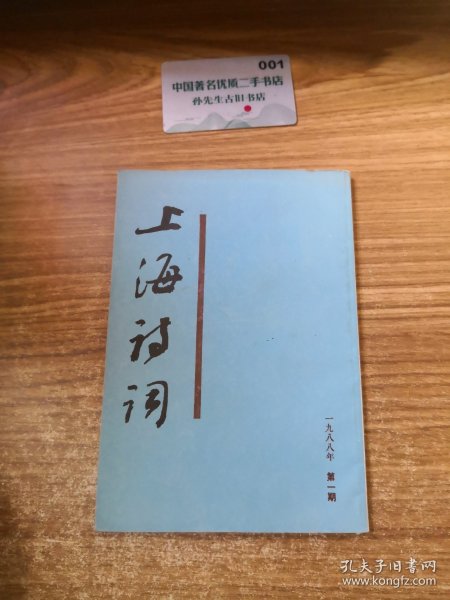 001
中国著名优质二手书店
孙先生古旧书店
上海诗词
一九八八年 第一期
孔夫子旧书网
www.kongfz.com